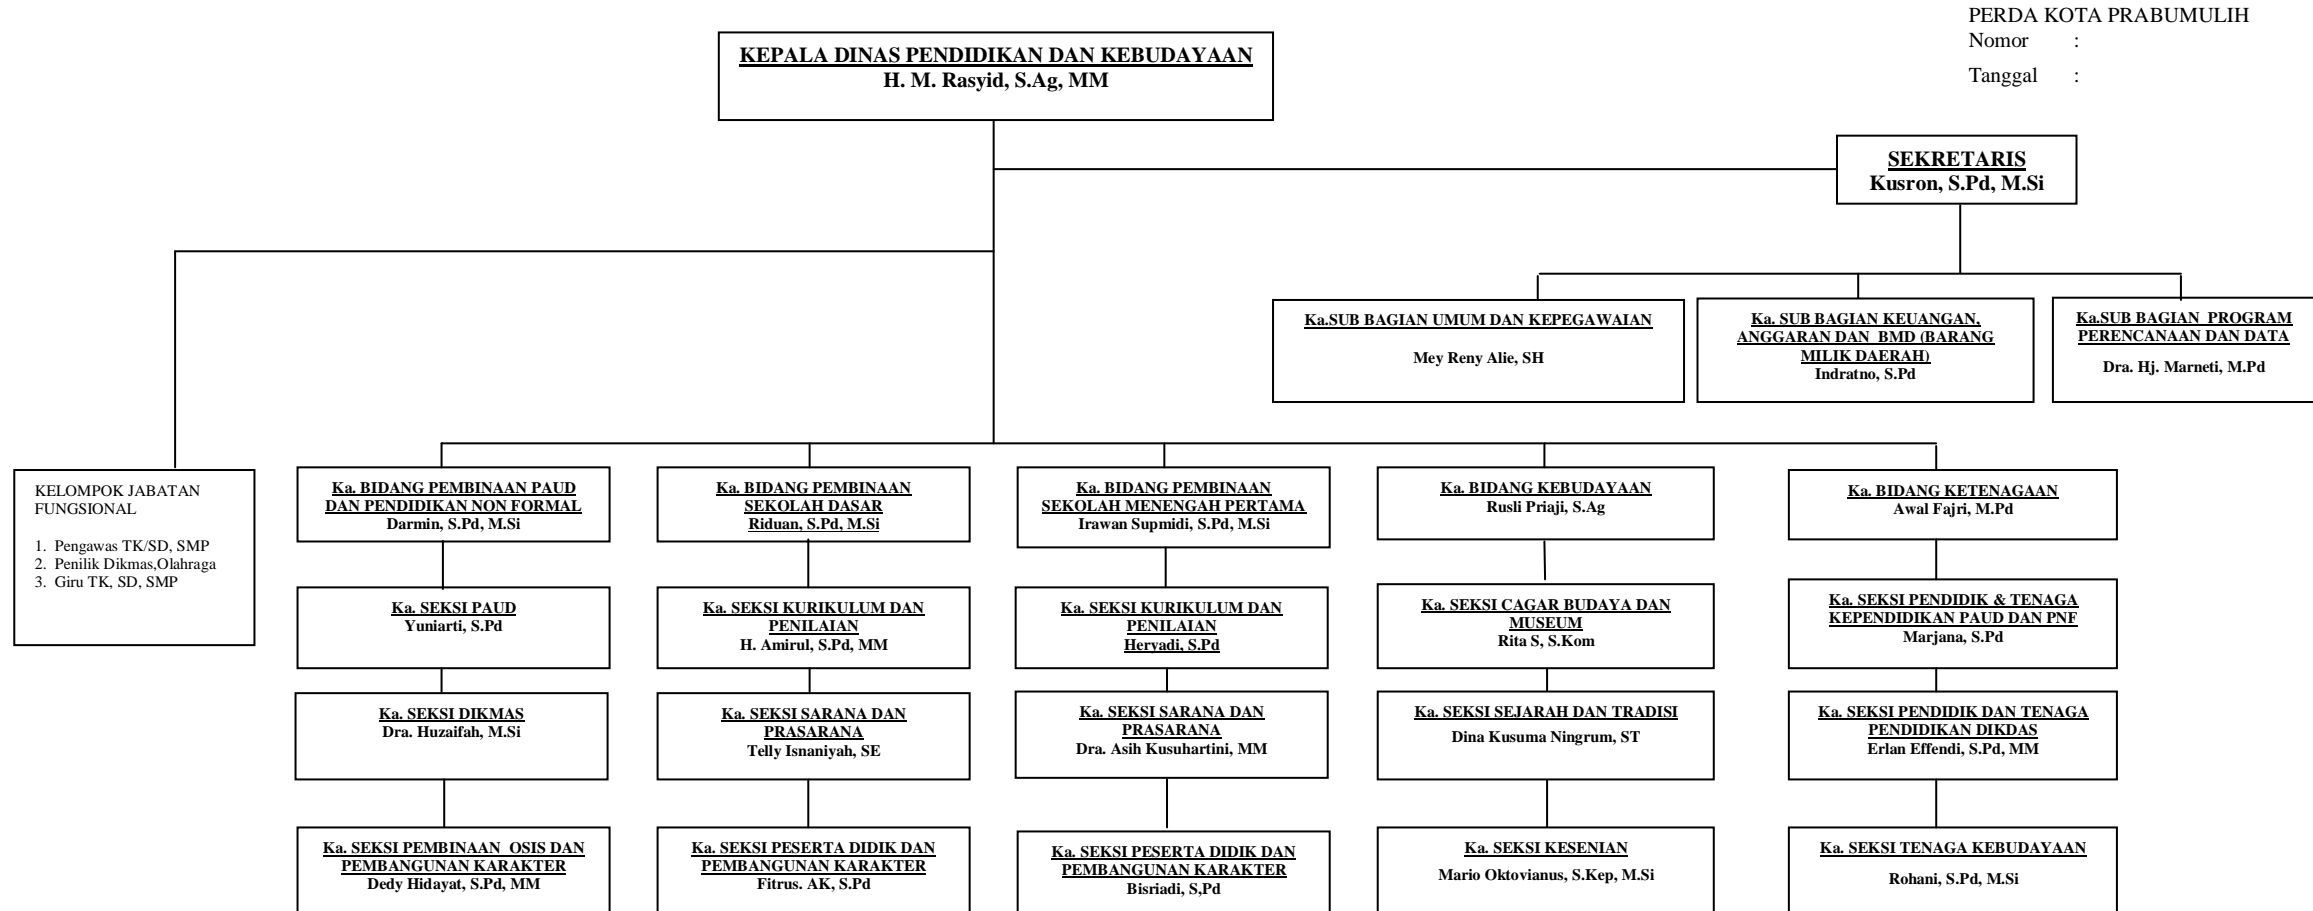 PERDA KOTA PRABUMULIH
Nomor :
Tanggal :
KEPALA DINAS PENDIDIKAN DAN KEBUDAYAAN
H. M. Rasyid, S.Ag, MM
SEKRETARIS
Kusron, S.Pd, M.Si
Ka.SUB BAGIAN UMUM DAN KEPEGAWAIAN
Mey Reny Alie, SH
Ka. SUB BAGIAN KEUANGAN,
ANGGARAN DAN BMD (BARANG
MILIK DAERAH)
Indratno, S.Pd
Ka.SUB BAGIAN PROGRAM
PERENCANAAN DAN DATA
Dra. Hj. Marneti, M.Pd
KELOMPOK JABATAN
FUNGSIONAL
1. Pengawas TK/SD, SMP
2. Penilik Dikmas,Olahraga
3. Giru TK, SD, SMP
Ka. BIDANG PEMBINAAN PAUD
DAN PENDIDIKAN NON FORMAL
Darmin, S.Pd, M.Si
Ka. BIDANG PEMBINAAN
SEKOLAH DASAR
Riduan, S.Pd, M.Si
Ka. BIDANG PEMBINAAN
SEKOLAH MENENGAH PERTAMA
Irawan Supmidi, S.Pd, M.Si
Ka. BIDANG KEBUDAYAAN
Rusli Priaji, S.Ag
Ka. BIDANG KETENAGAAN
Awal Fajri, M.Pd
Ka. SEKSI PAUD
Yuniarti, S.Pd
Ka. SEKSI KURIKULUM DAN
PENILAIAN
H. Amirul, S.Pd, MM
Ka. SEKSI KURIKULUM DAN
PENILAIAN
Heryadi, S.Pd
Ka. SEKSI CAGAR BUDAYA DAN
MUSEUM
Rita S, S.Kom
Ka. SEKSI PENDIDIK & TENAGA
KEPENDIDIKAN PAUD DAN PNF
Marjana, S.Pd
Ka. SEKSI DIKMAS
Dra. Huzaifah, M.Si
Ka. SEKSI SARANA DAN
PRASARANA
Telly Isnaniyah, SE
Ka. SEKSI SARANA DAN
PRASARANA
Dra. Asih Kusuhartini, MM
Ka. SEKSI SEJARAH DAN TRADISI
Dina Kusuma Ningrum, ST
Ka. SEKSI PENDIDIK DAN TENAGA
PENDIDIKAN DIKDAS
Erlan Effendi, S.Pd, MM
Ka. SEKSI PEMBINAAN OSIS DAN
PEMBANGUNAN KARAKTER
Dedy Hidayat, S.Pd, MM
Ka. SEKSI PESERTA DIDIK DAN
PEMBANGUNAN KARAKTER
Fitrus. AK, S.Pd
Ka. SEKSI PESERTA DIDIK DAN
PEMBANGUNAN KARAKTER
Bisriadi, S,Pd
Ka. SEKSI KESENIAN
Mario Oktovianus, S.Kep, M.Si
Ka. SEKSI TENAGA KEBUDAYAAN
Rohani, S.Pd, M.Si